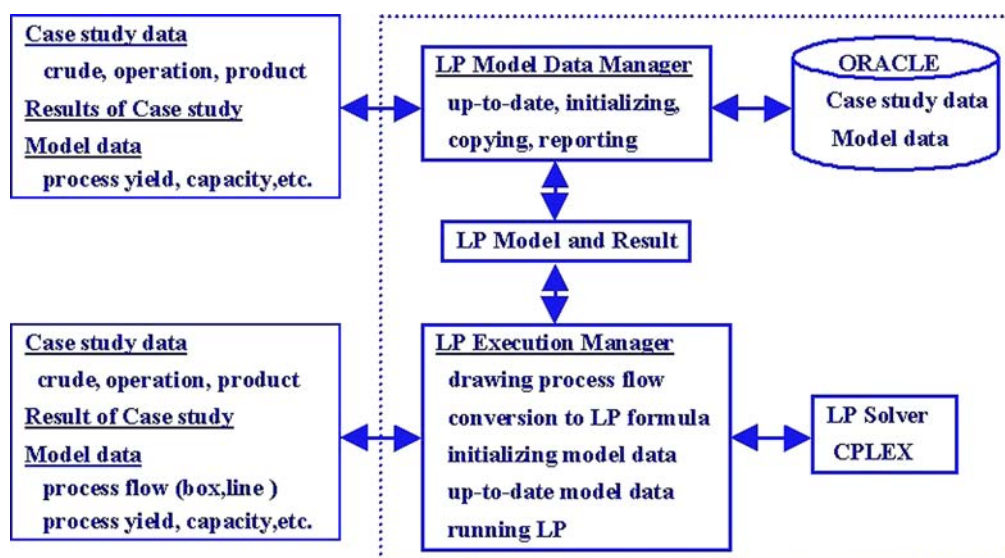 Case study data
crude, operation, product
Results of Case study
Model data
process yield, capacity,etc.
LP Model Data Manager
up-to-date, initializing,
copying, reporting
ORACLE
Case study data
Model data
LP Model and Result
Case study data
crude, operation, product
Result of Case study
Model data
process flow (box,line )
process yield, capacity,etc.
LP Execution Manager
drawing process flow
conversion to LP formula
initializing model data
up-to-date model data
running LP
LP Solver
CPLEX